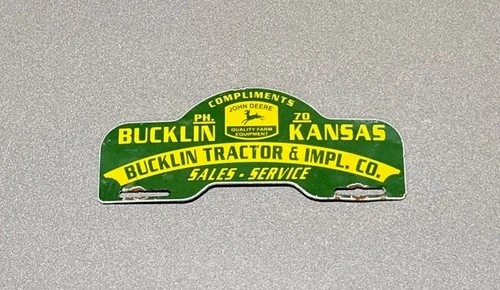 COMPLIMENTS
JOHN DEERE
QUALITY FARM
EQUIPMENT
PH. 70
BUCKLIN KANSAS
BUCKLIN TRACTOR & IMPL. CO.
SALES - SERVICE